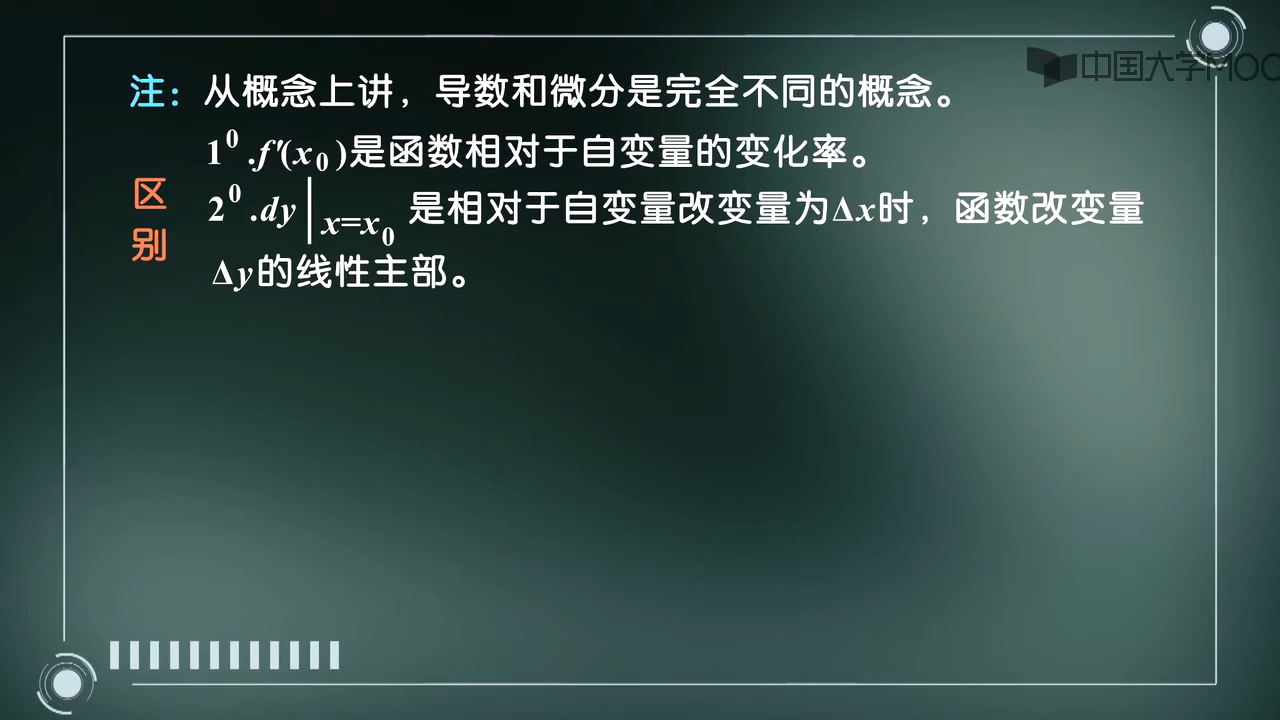 中国大学MOO
注：从概念上讲，导数和微分是完全不同的概念。
1⁰.f′(x₀)是函数相对于自变量的变化率。
区别
2⁰.dy|x=x₀ 是相对于自变量改变量为Δx时，函数改变量
Δy的线性主部。